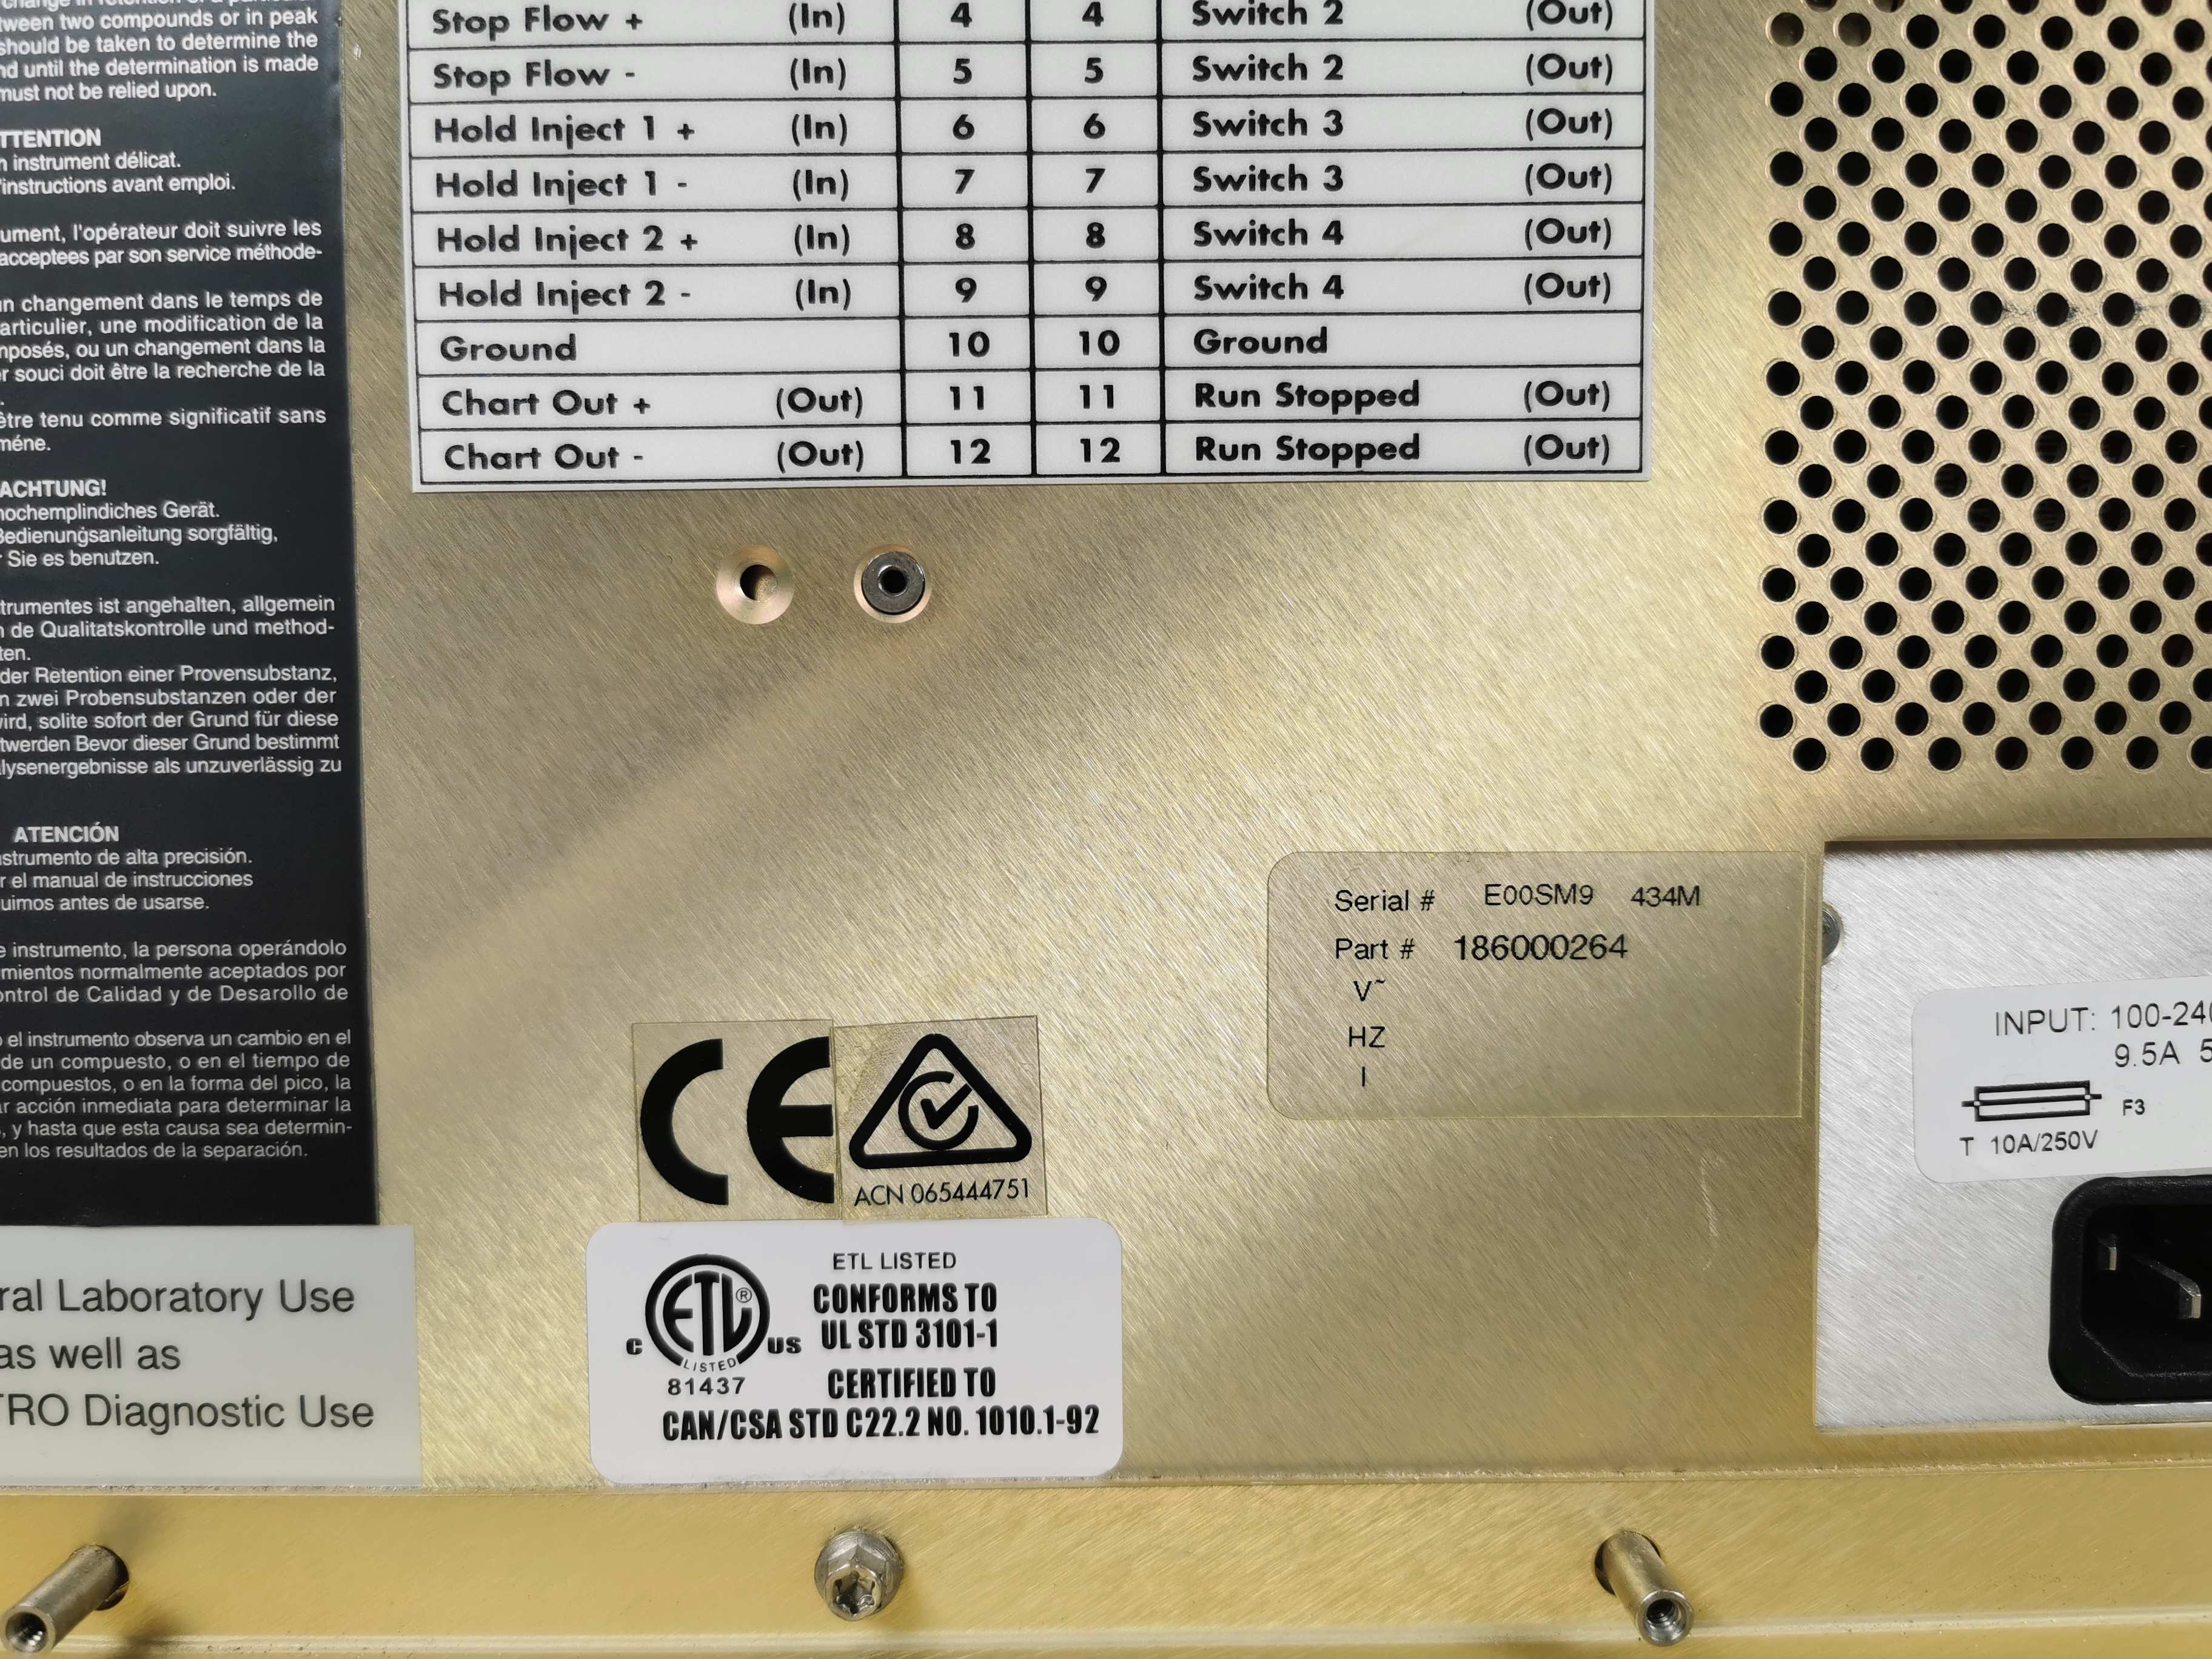 change in retention of a particular
tween two compounds or in peak
should be taken to determine the
nd until the determination is made
must not be relied upon.
TTENTION
n instrument délicat.
'instructions avant emploi.
ument, l'opérateur doit suivre les
acceptees par son service méthode-
un changement dans le temps de
articulier, une modification de la
nposés, ou un changement dans la
r souci doit être la recherche de la
être tenu comme significatif sans
méne.
ACHTUNG!
hochemplindiches Gerät.
Bedienungsanleitung sorgfältig,
r Sie es benutzen.
trumentes ist angehalten, allgemein
n de Qualitatskontrolle und method-
ten.
der Retention einer Provensubstanz,
n zwei Probensubstanzen oder der
wird, solite sofort der Grund für diese
twerden Bevor dieser Grund bestimmt
lysenergebnisse als unzuverlässig zu
ATENCIÓN
nstrumento de alta precisión.
r el manual de instrucciones
uimos antes de usarse.
e instrumento, la persona operándolo
mientos normalmente aceptados por
ontrol de Calidad y de Desarollo de
o el instrumento observa un cambio en el
de un compuesto, o en el tiempo de
compuestos, o en la forma del pico, la
ar acción inmediata para determinar la
, y hasta que esta causa sea determin-
en los resultados de la separación.
ral Laboratory Use
as well as
TRO Diagnostic Use
Stop Flow + (In) 4 4 Switch 2 (Out)
Stop Flow - (In) 5 5 Switch 2 (Out)
Hold Inject 1 + (In) 6 6 Switch 3 (Out)
Hold Inject 1 - (In) 7 7 Switch 3 (Out)
Hold Inject 2 + (In) 8 8 Switch 4 (Out)
Hold Inject 2 - (In) 9 9 Switch 4 (Out)
Ground 10 10 Ground
Chart Out + (Out) 11 11 Run Stopped (Out)
Chart Out - (Out) 12 12 Run Stopped (Out)
Serial # E00SM9 434M
Part # 186000264
V~
HZ
I
CE
ACN 065444751
ETL LISTED
CONFORMS TO
UL STD 3101-1
CERTIFIED TO
CAN/CSA STD C22.2 NO. 1010.1-92
c ETL ® us
LISTED
81437
INPUT: 100-240
9.5A 5
F3
T 10A/250V